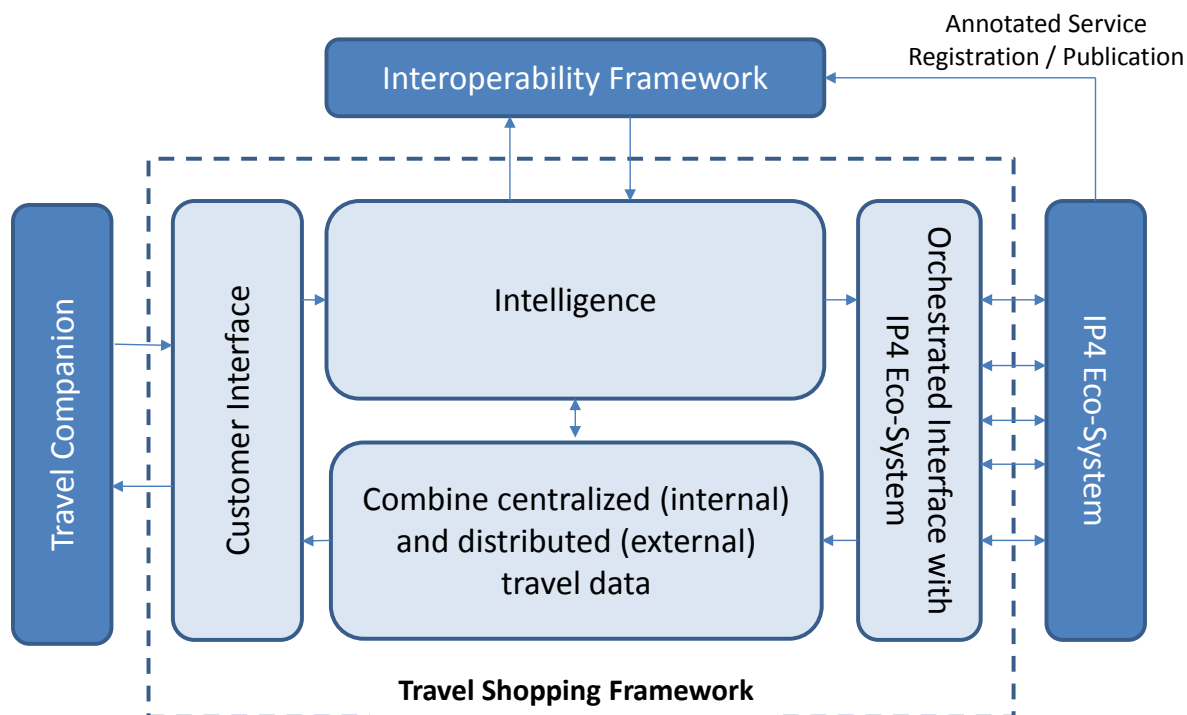 Annotated Service
Registration / Publication
Interoperability Framework
Travel Companion
Customer Interface
Intelligence
Combine centralized (internal)
and distributed (external)
travel data
Orchestrated Interface with
IP4 Eco-System
IP4 Eco-System
Travel Shopping Framework